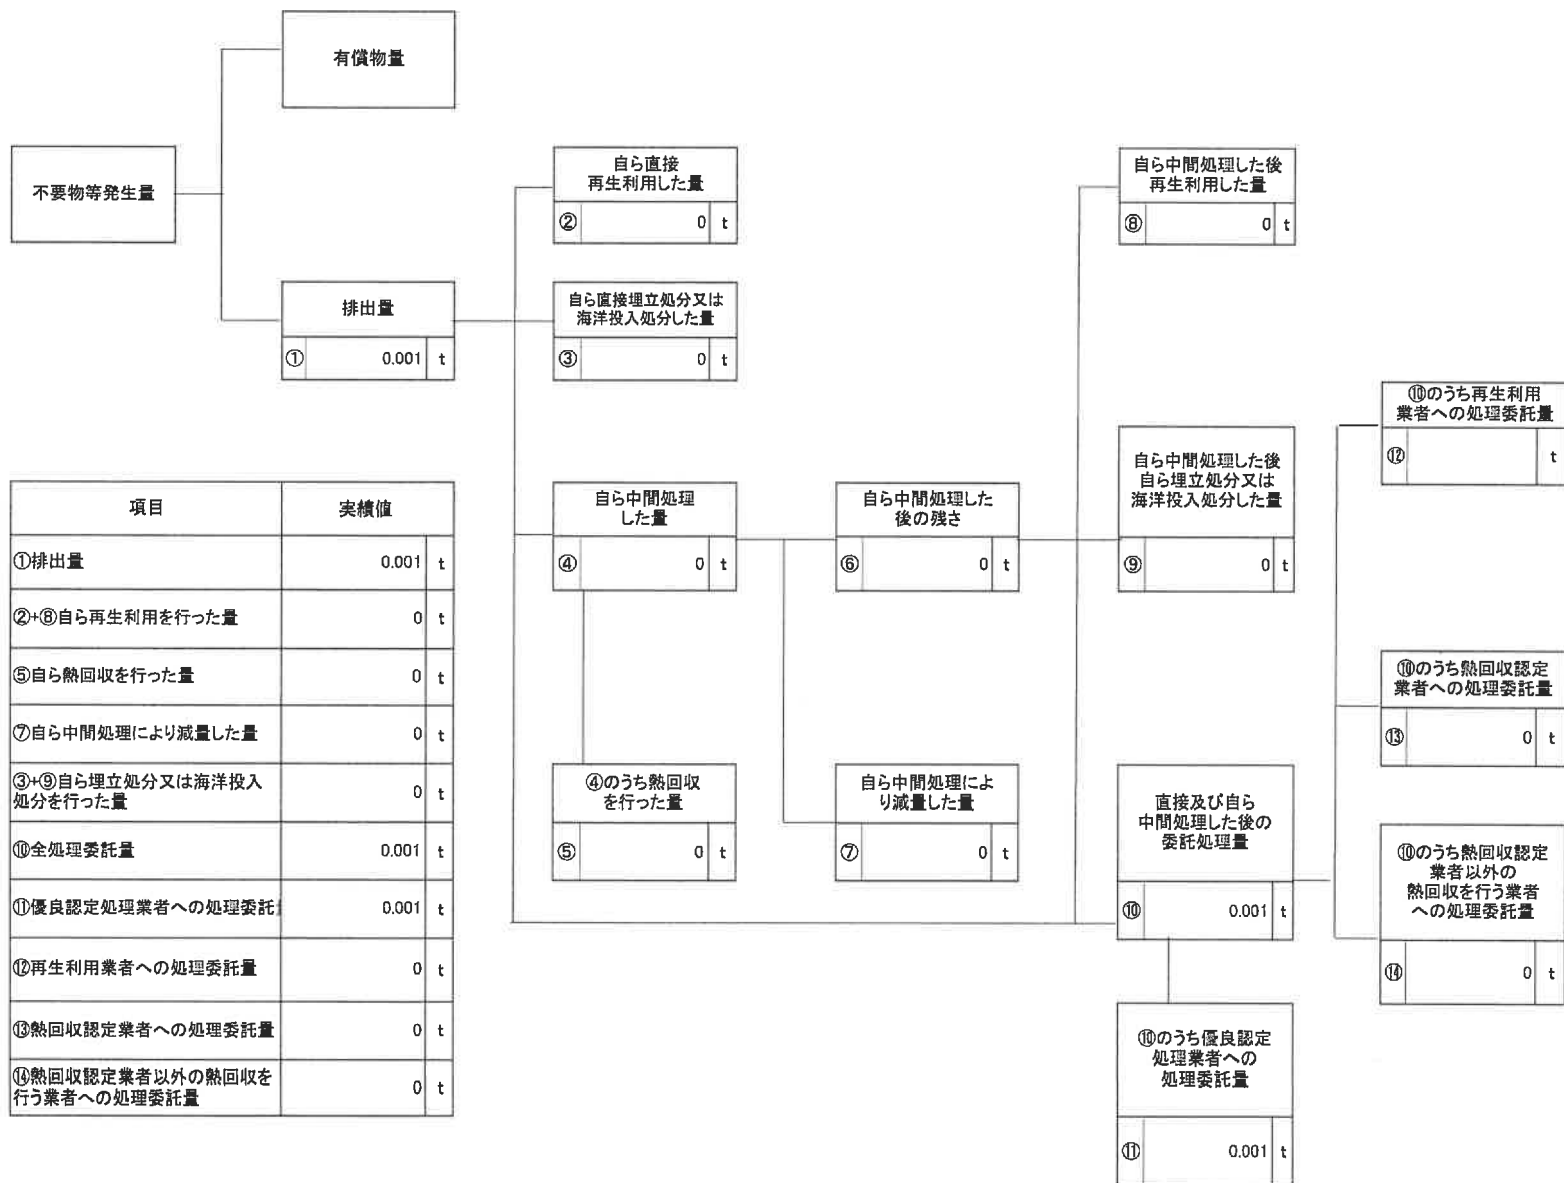 有償物量
不要物等発生量
排出量
① 0.001 t
自ら直接
再生利用した量
② 0 t
自ら直接埋立処分又は
海洋投入処分した量
③ 0 t
自ら中間処理
した量
④ 0 t
④のうち熱回収
を行った量
⑤ 0 t
自ら中間処理した
後の残さ
⑥ 0 t
自ら中間処理によ
り減量した量
⑦ 0 t
自ら中間処理した後
再生利用した量
⑧ 0 t
自ら中間処理した後
自ら埋立処分又は
海洋投入処分した量
⑨ 0 t
直接及び自ら
中間処理した後の
委託処理量
⑩ 0.001 t
⑩のうち優良認定
処理業者への
処理委託量
⑪ 0.001 t
⑩のうち再生利用
業者への処理委託量
⑫ t
⑩のうち熱回収認定
業者への処理委託量
⑬ 0 t
⑩のうち熱回収認定
業者以外の
熱回収を行う業者
への処理委託量
⑭ 0 t
項目 実績値
①排出量 0.001 t
②+⑧自ら再生利用を行った量 0 t
⑤自ら熱回収を行った量 0 t
⑦自ら中間処理により減量した量 0 t
③+⑨自ら埋立処分又は海洋投入
処分を行った量 0 t
⑩全処理委託量 0.001 t
⑪優良認定処理業者への処理委託 0.001 t
⑫再生利用業者への処理委託量 0 t
⑬熱回収認定業者への処理委託量 0 t
⑭熱回収認定業者以外の熱回収を
行う業者への処理委託量 0 t